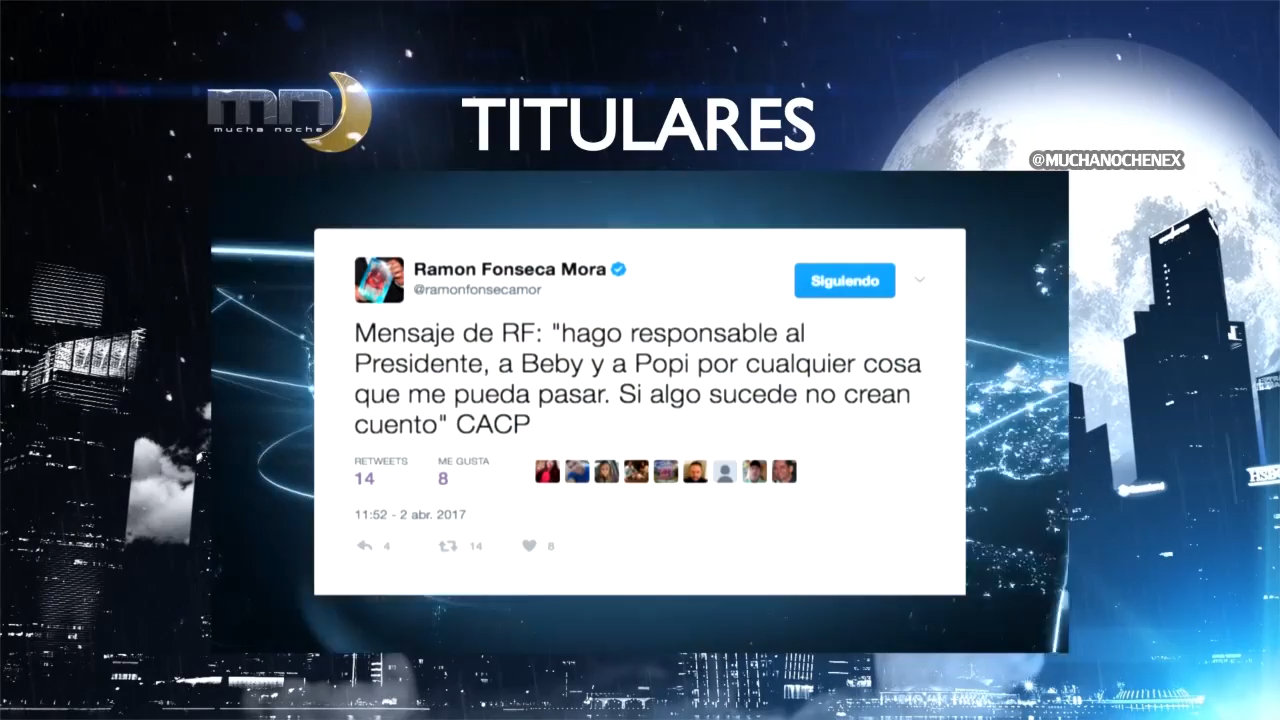 mn
mucha noche
TITULARES
@MUCHANOCHENEX
Ramon Fonseca Mora
@ramonfonsecamor
Siguiendo
Mensaje de RF: "hago responsable al
Presidente, a Beby y a Popi por cualquier cosa
que me pueda pasar. Si algo sucede no crean
cuento" CACP
RETWEETS ME GUSTA
14 8
11:52 - 2 abr. 2017
4 14 8
HSBC